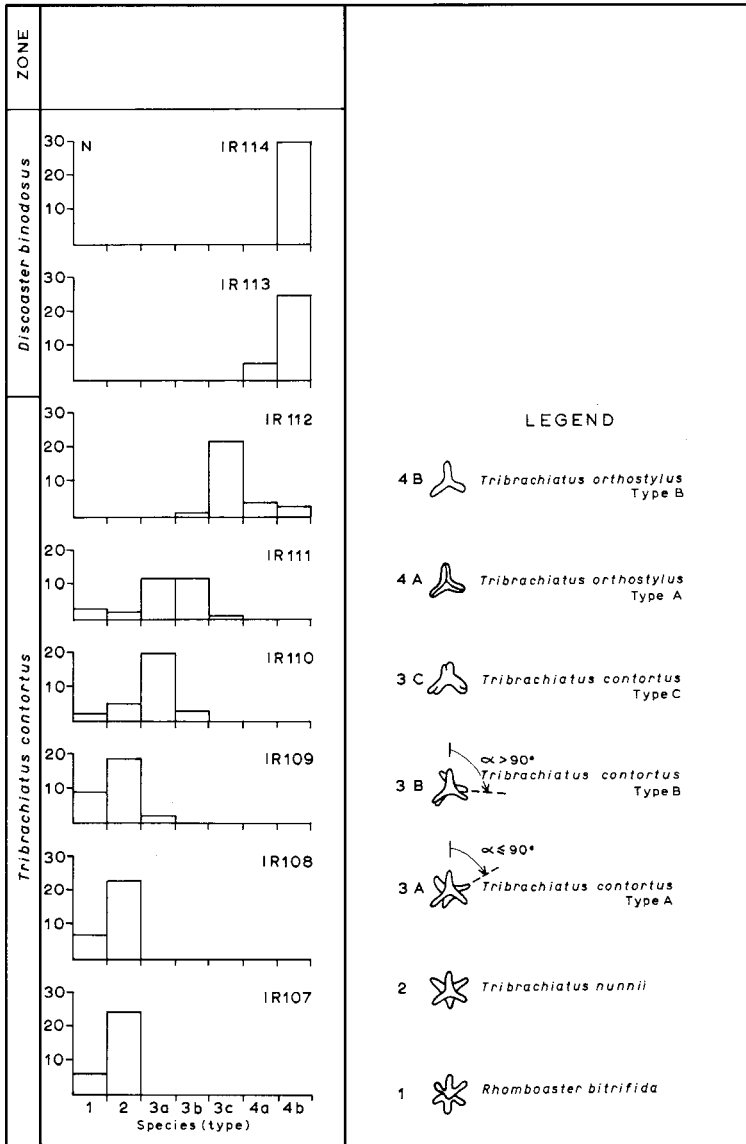 ZONE
Discoaster binodosus
Tribrachiatus contortus
30
N
IR114
20
10
30
IR113
20
10
30
IR112
20
10
20
IR111
10
20
IR110
10
20
IR109
10
20
IR108
10
30
IR107
20
10
1 2 3a 3b 3c 4a 4b
Species (type)
LEGEND
4 B Tribrachiatus orthostylus
Type B
4 A Tribrachiatus orthostylus
Type A
3 C Tribrachiatus contortus
Type C
α>90°
3 B Tribrachiatus contortus
Type B
α≤90°
3 A Tribrachiatus contortus
Type A
2 Tribrachiatus nunnii
1 Rhomboaster bitrifida